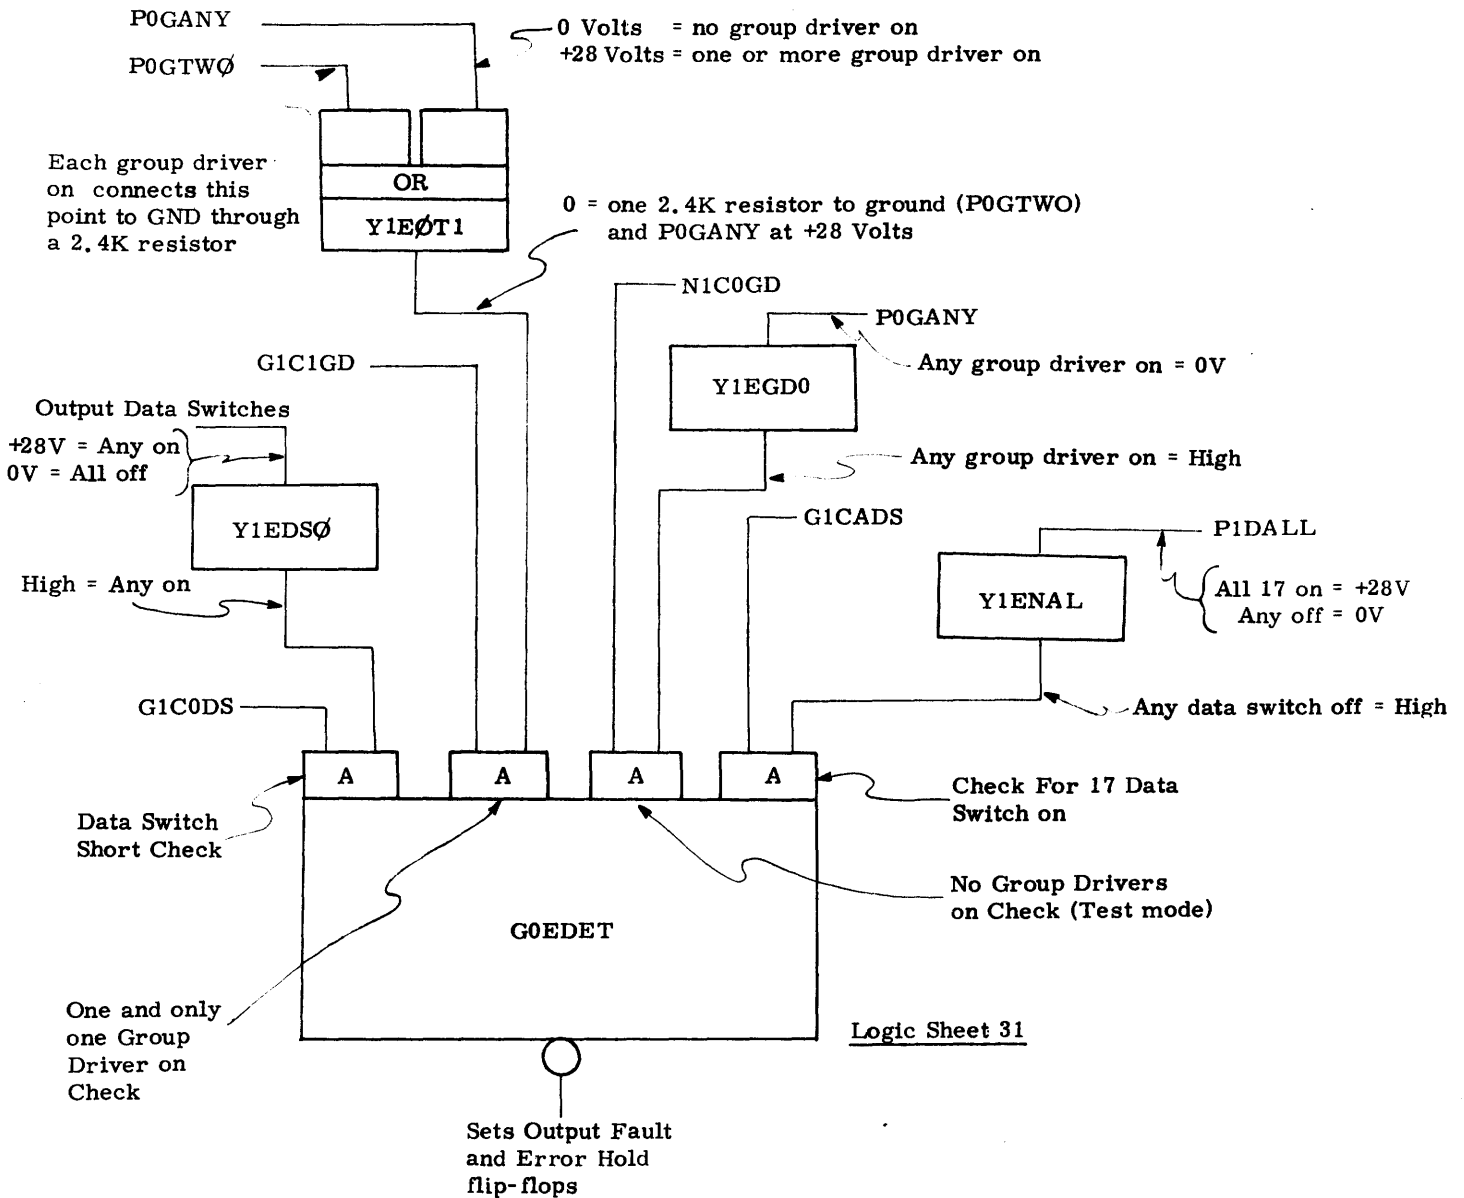 P0GANY
P0GTWØ
0 Volts = no group driver on
+28 Volts = one or more group driver on
Each group driver
on connects this
point to GND through
a 2.4K resistor
OR
Y1EØT1
0 = one 2.4K resistor to ground (P0GTWO)
and P0GANY at +28 Volts
N1C0GD
P0GANY
Any group driver on = 0V
G1C1GD
Y1EGD0
Output Data Switches
+28V = Any on
0V = All off
Any group driver on = High
Y1EDSØ
G1CADS
P1DALL
High = Any on
Y1ENAL
All 17 on = +28V
Any off = 0V
G1C0DS
Any data switch off = High
A
A
A
A
Data Switch
Short Check
Check For 17 Data
Switch on
No Group Drivers
on Check (Test mode)
G0EDET
One and only
one Group
Driver on
Check
Logic Sheet 31
Sets Output Fault
and Error Hold
flip-flops